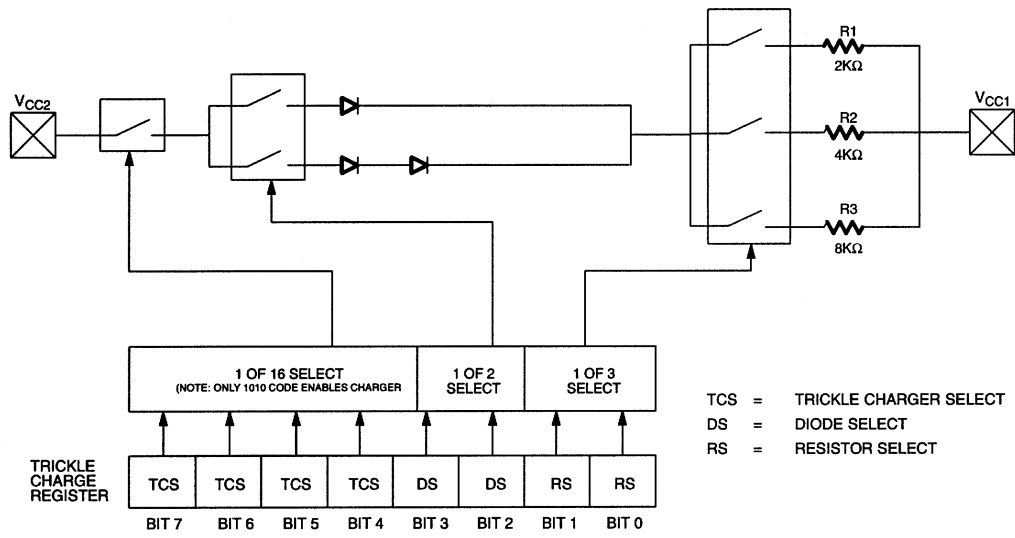 R1
2KΩ
VCC2
VCC1
R2
4KΩ
R3
8KΩ
1 OF 16 SELECT
(NOTE: ONLY 1010 CODE ENABLES CHARGER
1 OF 2
SELECT
1 OF 3
SELECT
TCS = TRICKLE CHARGER SELECT
DS = DIODE SELECT
RS = RESISTOR SELECT
TRICKLE
CHARGE
REGISTER
TCS TCS TCS TCS DS DS RS RS
BIT 7 BIT 6 BIT 5 BIT 4 BIT 3 BIT 2 BIT 1 BIT 0